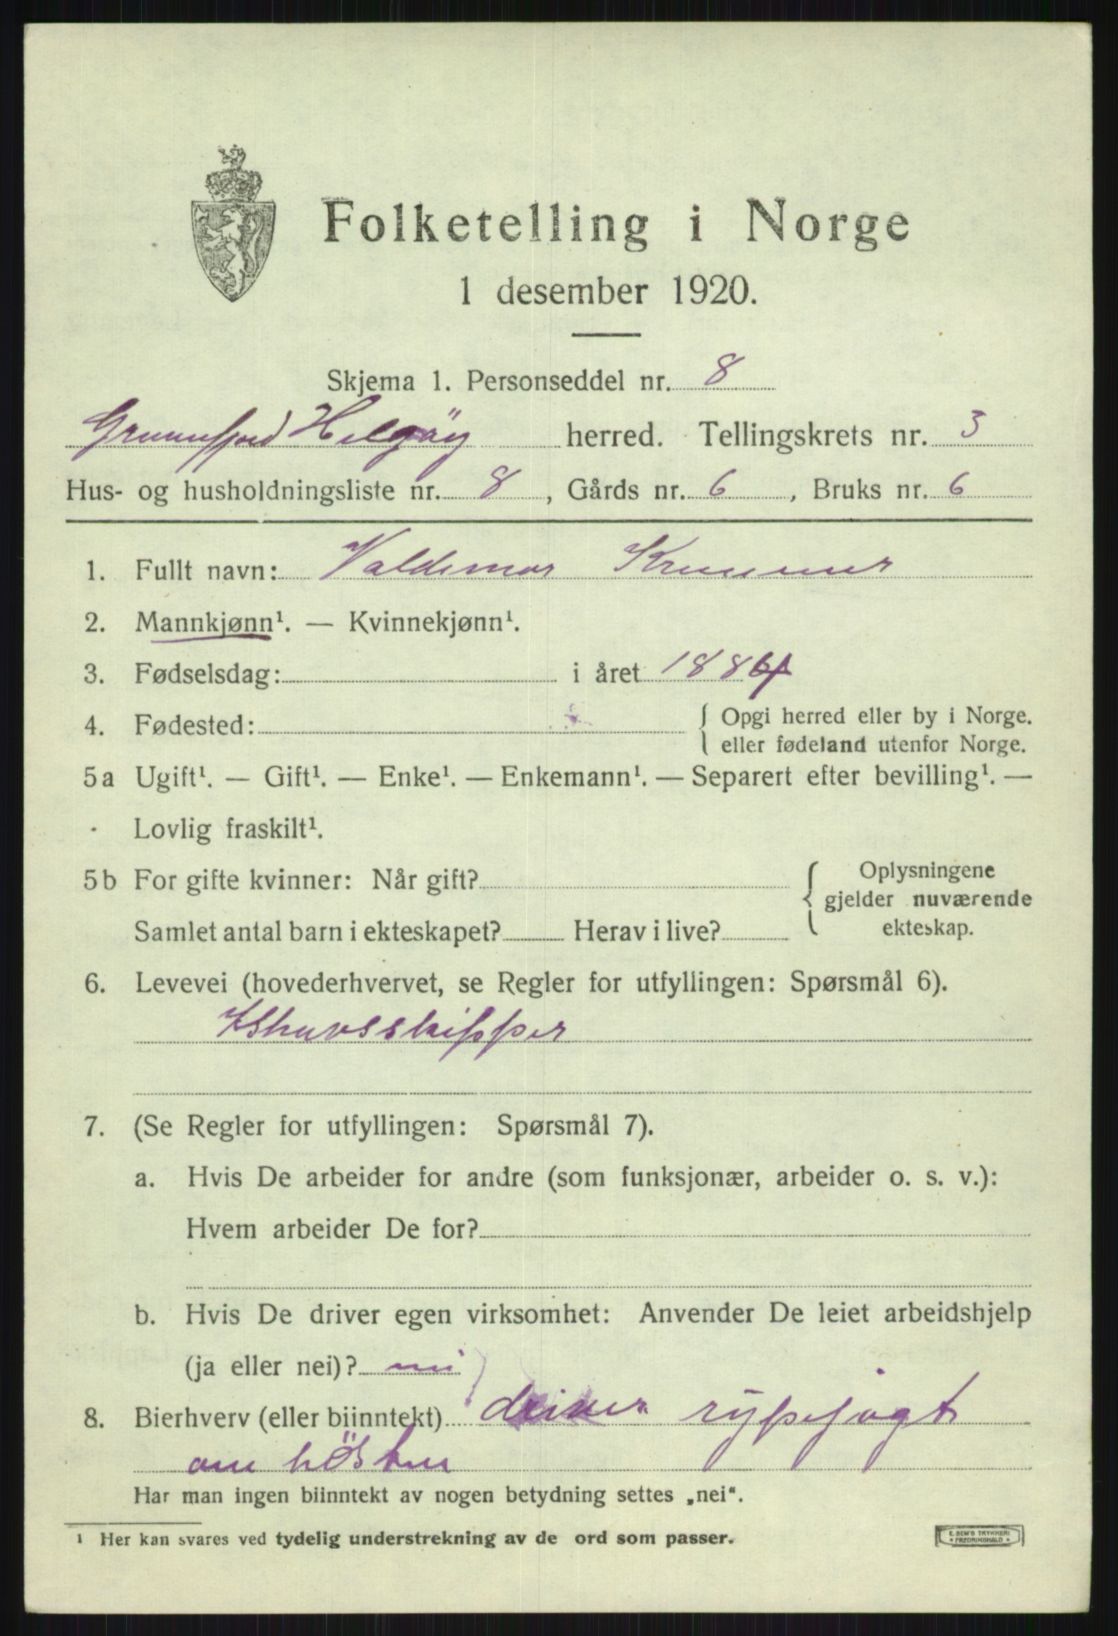 Folketelling i Norge
1 desember 1920.
Skjema 1. Personseddel nr. 8
Helgöy herred. Tellingskrets nr. 3
Hus- og husholdningsliste nr. 8, Gårds nr. 6, Bruks nr. 6
1. Fullt navn: Valdemar Kræmer
2. Mannkjønn¹. — Kvinnekjønn¹.
3. Fødselsdag: i året 1884
4. Fødested: { Opgi herred eller by i Norge.
eller fødeland utenfor Norge.
5a Ugift¹. — Gift¹. — Enke¹. — Enkemann¹. — Separert efter bevilling¹. —
Lovlig fraskilt¹.
5b For gifte kvinner: Når gift? { Oplysningene
gjelder nuværende
Samlet antal barn i ekteskapet? Herav i live? ekteskap.
6. Levevei (hovederhvervet, se Regler for utfyllingen: Spørsmål 6).
Ishavsskipper
7. (Se Regler for utfyllingen: Spørsmål 7).
a. Hvis De arbeider for andre (som funksjonær, arbeider o. s. v.):
Hvem arbeider De for?
b. Hvis De driver egen virksomhet: Anvender De leiet arbeidshjelp
(ja eller nei)? nei
8. Bierhverv (eller biinntekt) driver rypejagt
om hösten
Har man ingen biinntekt av nogen betydning settes „nei“.
¹ Her kan svares ved tydelig understrekning av de ord som passer.
E. SEM'S TRYKKERI
FREDRIKSHALD